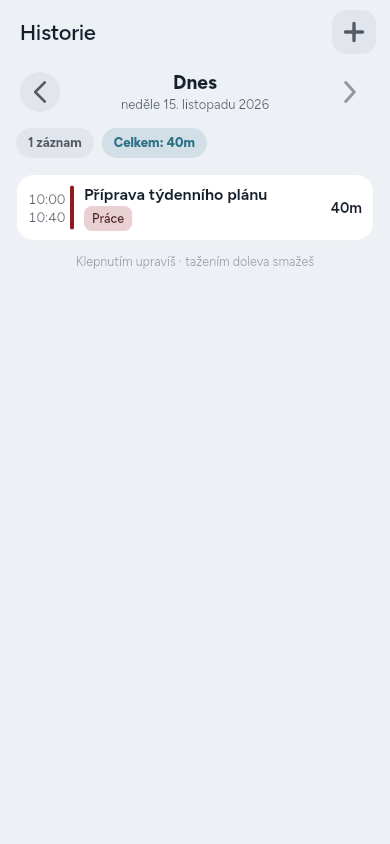 Historie
Dnes
neděle 15. listopadu 2026
1 záznam
Celkem: 40m
10:00
10:40
Příprava týdenního plánu
Práce
40m
Klepnutím upravíš · tažením doleva smažeš